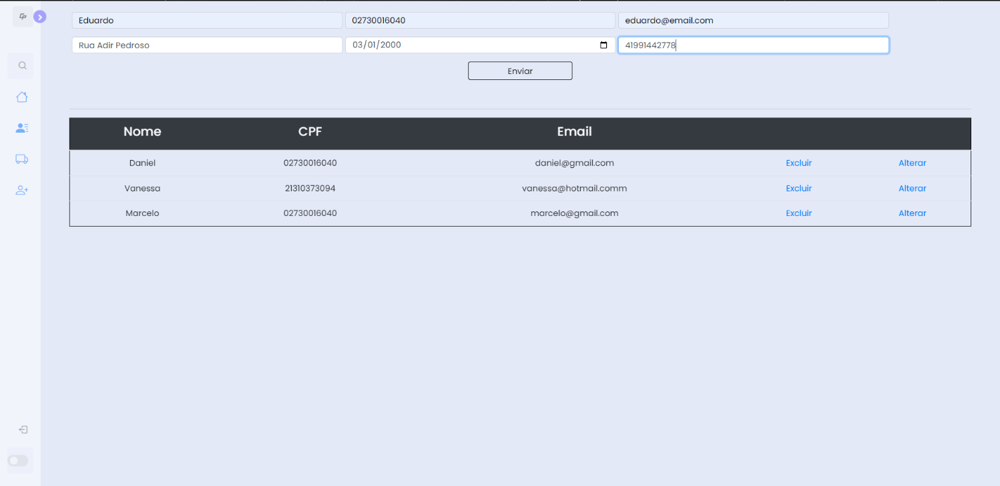 Eduardo 02730016040 eduardo@email.com
Rua Adir Pedroso 03/01/2000 41991442778
Enviar
Nome CPF Email
Daniel 02730016040 daniel@gmail.com Excluir Alterar
Vanessa 21310373094 vanessa@hotmail.comm Excluir Alterar
Marcelo 02730016040 marcelo@gmail.com Excluir Alterar